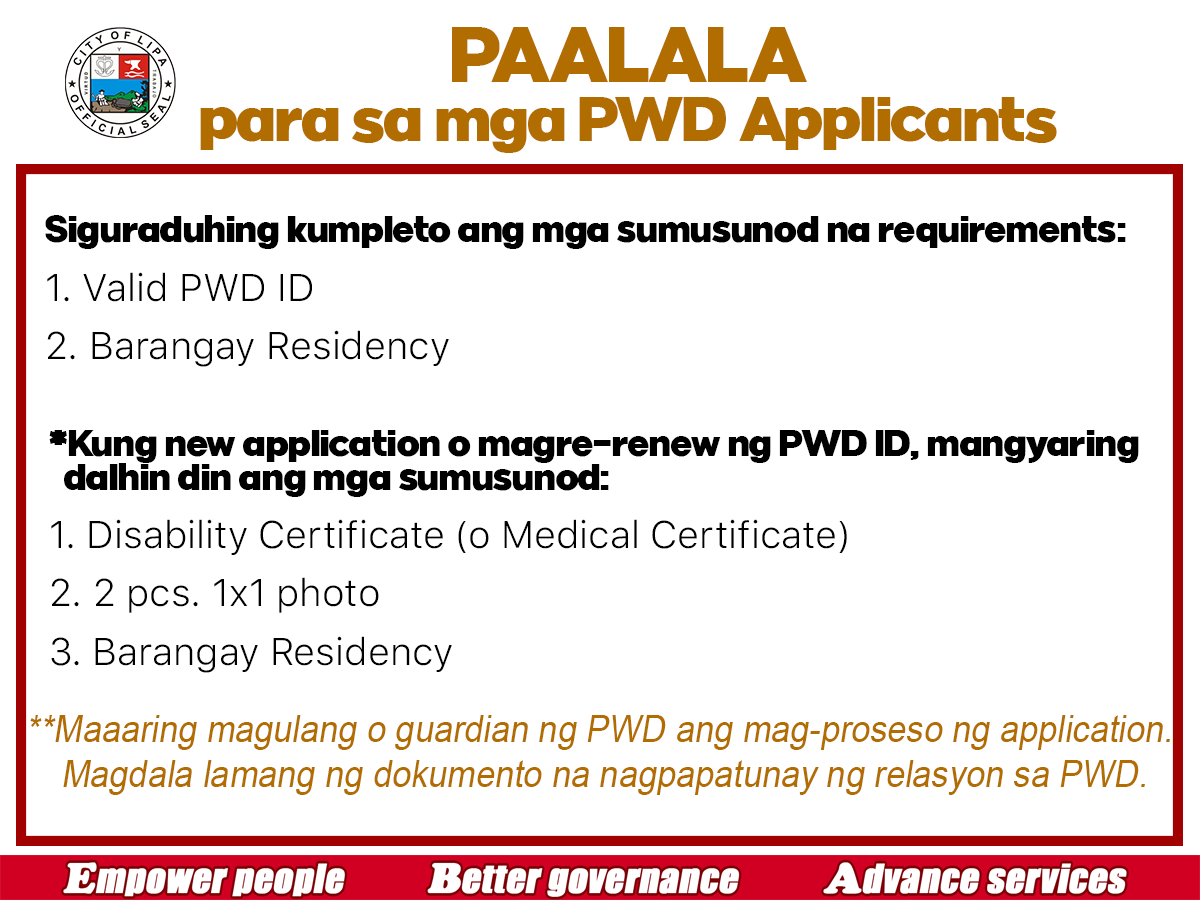 CITY OF LIPA
OFFICIAL SEAL
PAALALA
para sa mga PWD Applicants
Siguraduhing kumpleto ang mga sumusunod na requirements:
1. Valid PWD ID
2. Barangay Residency
*Kung new application o magre-renew ng PWD ID, mangyaring
dalhin din ang mga sumusunod:
1. Disability Certificate (o Medical Certificate)
2. 2 pcs. 1x1 photo
3. Barangay Residency
**Maaaring magulang o guardian ng PWD ang mag-proseso ng application.
Magdala lamang ng dokumento na nagpapatunay ng relasyon sa PWD.
Empower people Better governance Advance services